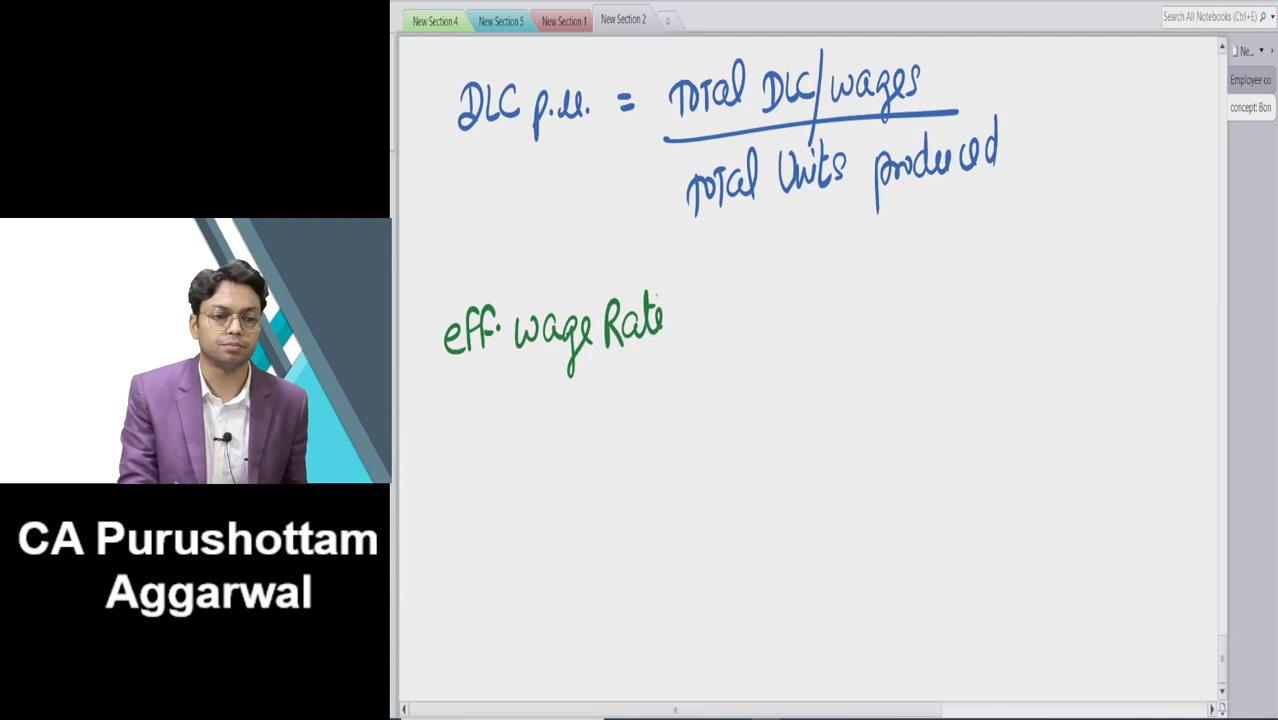 New Section 4
New Section 5
New Section 1
New Section 2
Search All Notebooks (Ctrl+E)
Ne...
Employee co
concept: Bon
DLC p.u. = Total DLC/wages
Total Units produced
eff. wage Rate
CA Purushottam
Aggarwal